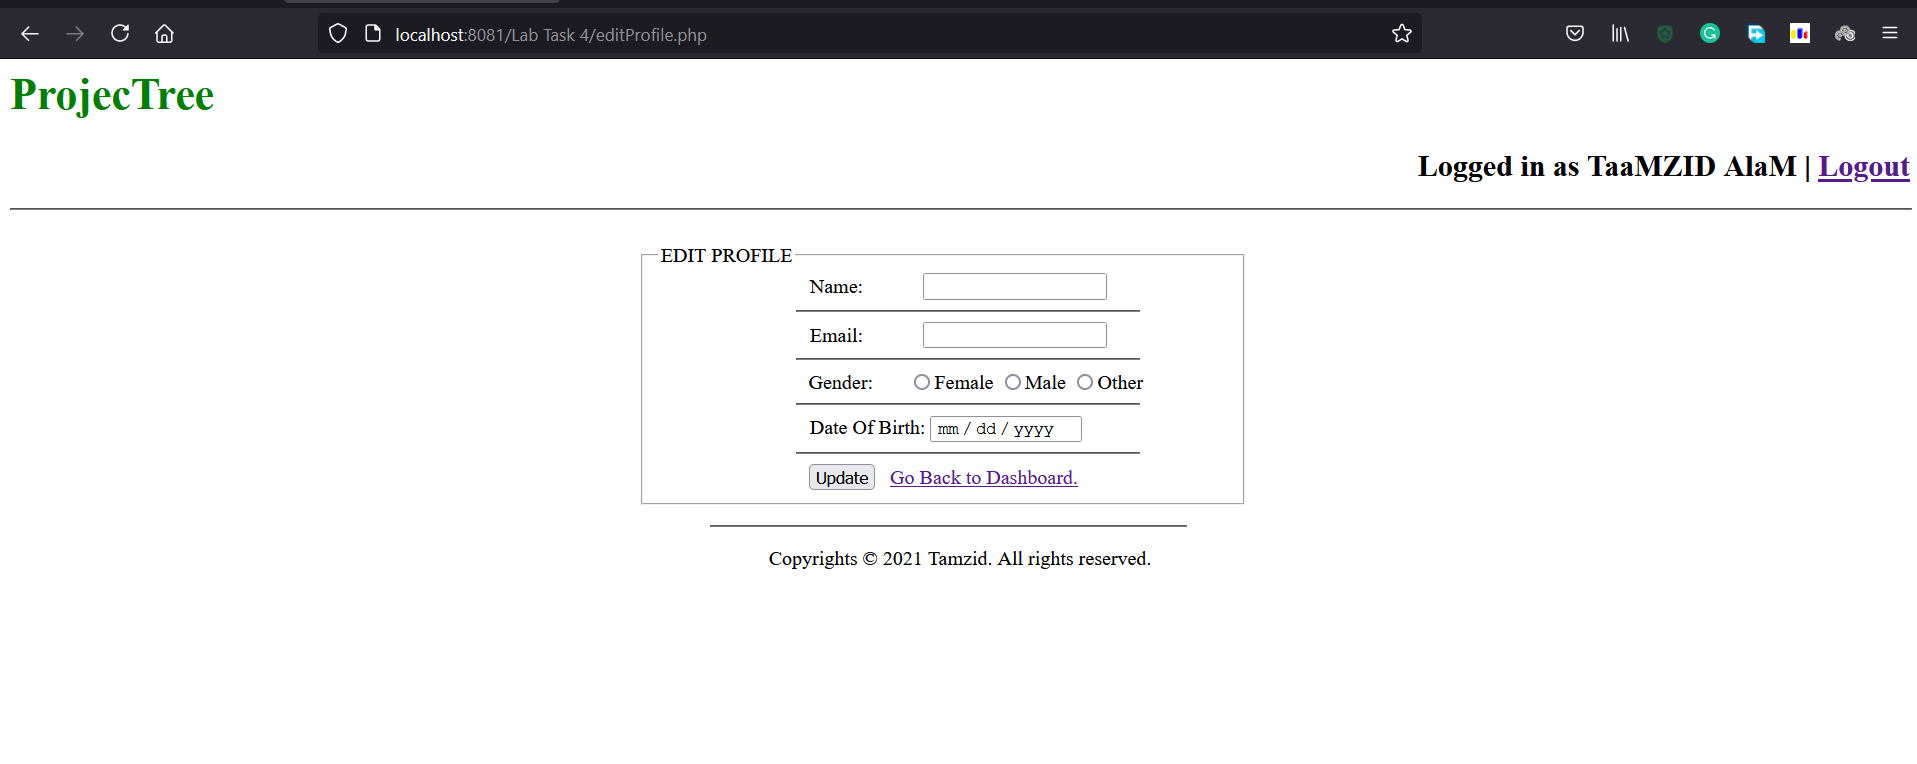 localhost:8081/Lab Task 4/editProfile.php
ProjecTree
Logged in as TaaMZID AlaM | Logout
EDIT PROFILE
Name:
Email:
Gender: Female Male Other
Date Of Birth: mm / dd / yyyy
Update Go Back to Dashboard.
Copyrights © 2021 Tamzid. All rights reserved.